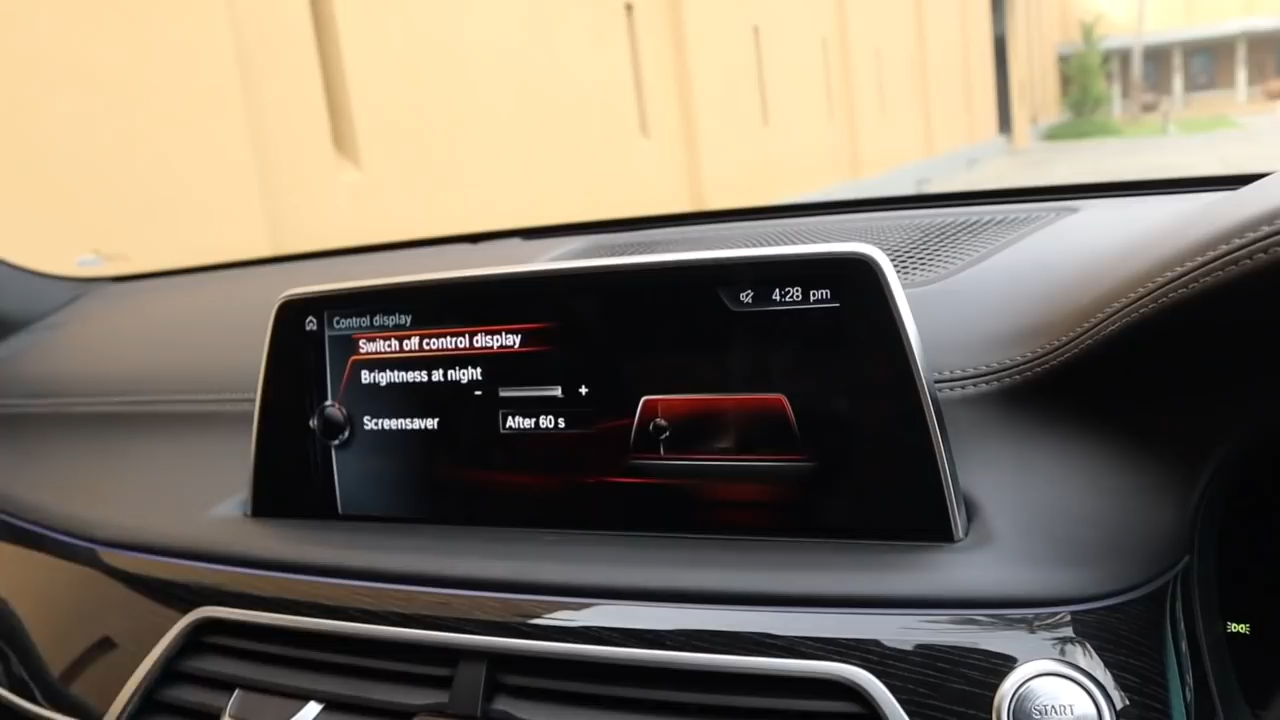 Control display
4:28 pm
Switch off control display
Brightness at night
- +
Screensaver After 60 s
START